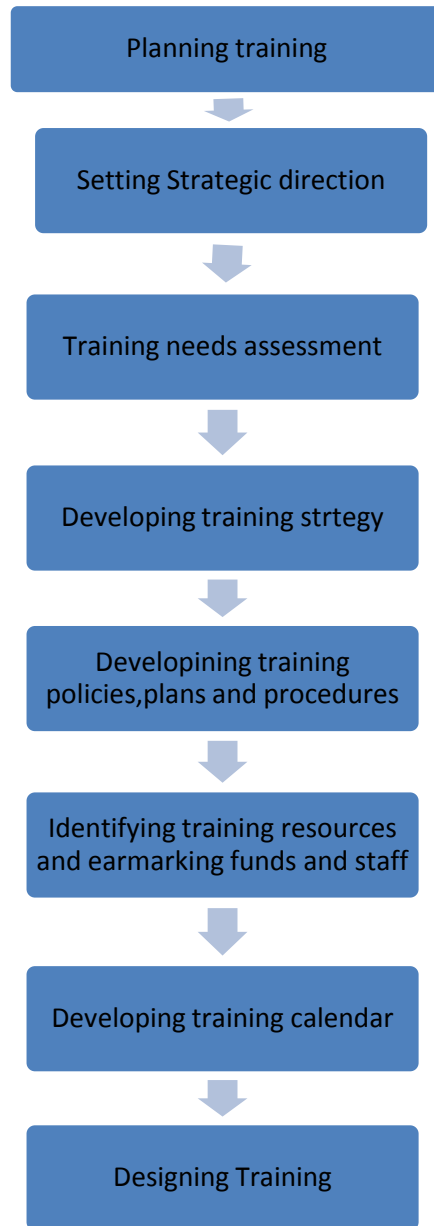 Planning training
Setting Strategic direction
Training needs assessment
Developing training strtegy
Developining training
policies,plans and procedures
Identifying training resources
and earmarking funds and staff
Developing training calendar
Designing Training